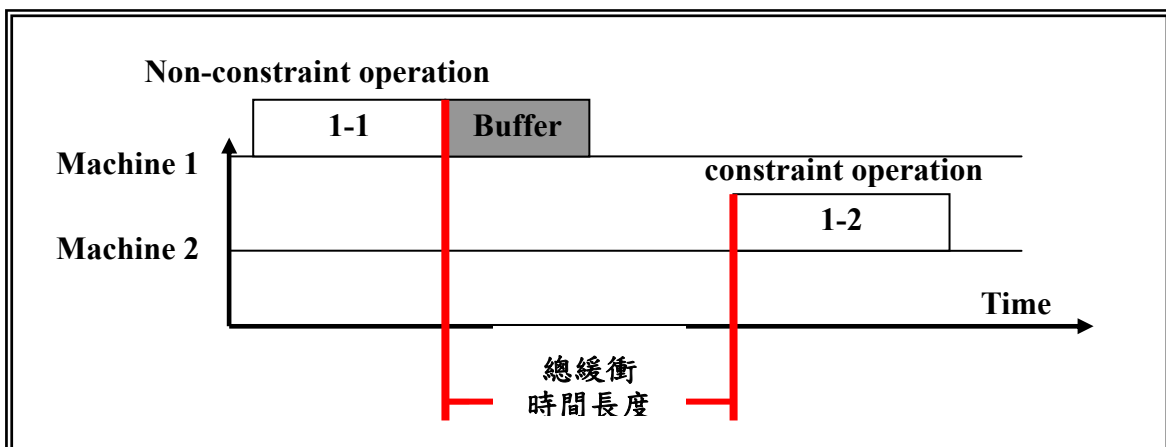 Non-constraint operation
1-1
Buffer
Machine 1
constraint operation
1-2
Machine 2
Time
總緩衝
時間長度